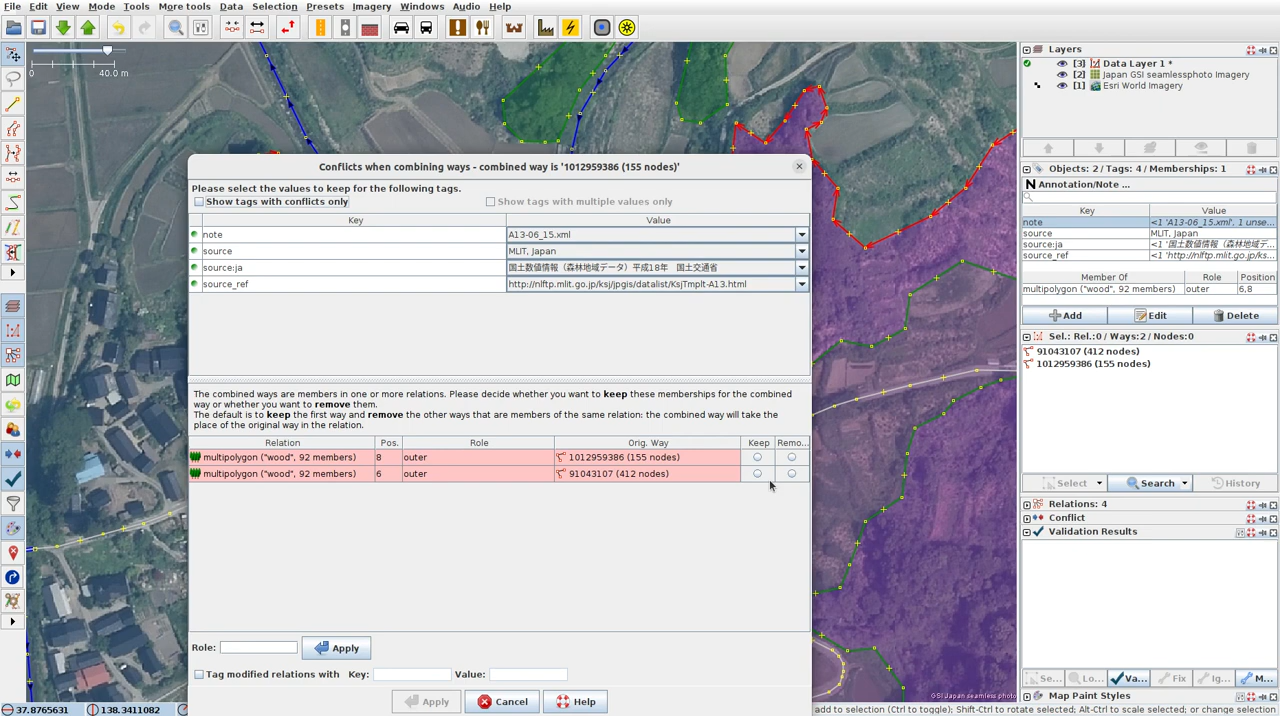 File Edit View Mode Tools More tools Data Selection Presets Imagery Windows Audio Help
0 40.0 m
Layers
[3] Data Layer 1 *
[2] Japan GSI seamlessphoto Imagery
[1] Esri World Imagery
Conflicts when combining ways - combined way is '1012959386 (155 nodes)'
Please select the values to keep for the following tags.
Show tags with conflicts only Show tags with multiple values only
Key Value
note A13-06_15.xml
source MLIT, Japan
source:ja 国土数値情報（森林地域データ）平成18年　国土交通省
source_ref http://nlftp.mlit.go.jp/ksj/jpgis/datalist/KsjTmplt-A13.html
The combined ways are members in one or more relations. Please decide whether you want to keep these memberships for the combined
way or whether you want to remove them.
The default is to keep the first way and remove the other ways that are members of the same relation: the combined way will take the
place of the original way in the relation.
Relation Pos. Role Orig. Way Keep Remo...
multipolygon ("wood", 92 members) 8 outer 1012959386 (155 nodes)
multipolygon ("wood", 92 members) 6 outer 91043107 (412 nodes)
Role: Apply
Tag modified relations with Key: Value:
Apply Cancel Help
Objects: 2 / Tags: 4 / Memberships: 1
N Annotation/Note ...
Key Value
note <1 'A13-06_15.xml', 1 unse...
source MLIT, Japan
source:ja <1 '国土数値情報（森林地域デ...
source_ref <1 'http://nlftp.mlit.go.jp/ks...
Member Of Role Position
multipolygon ("wood", 92 members) outer 6,8
Add Edit Delete
Sel.: Rel.:0 / Ways:2 / Nodes:0
91043107 (412 nodes)
1012959386 (155 nodes)
Select Search History
Relations: 4
Conflict
Validation Results
Se... Lo... Va... Fix Ig... M...
Map Paint Styles
GSI Japan seamless photo
37.8765631 138.3411082 add to selection (Ctrl to toggle); Shift-Ctrl to rotate selected; Alt-Ctrl to scale selected; or change selection